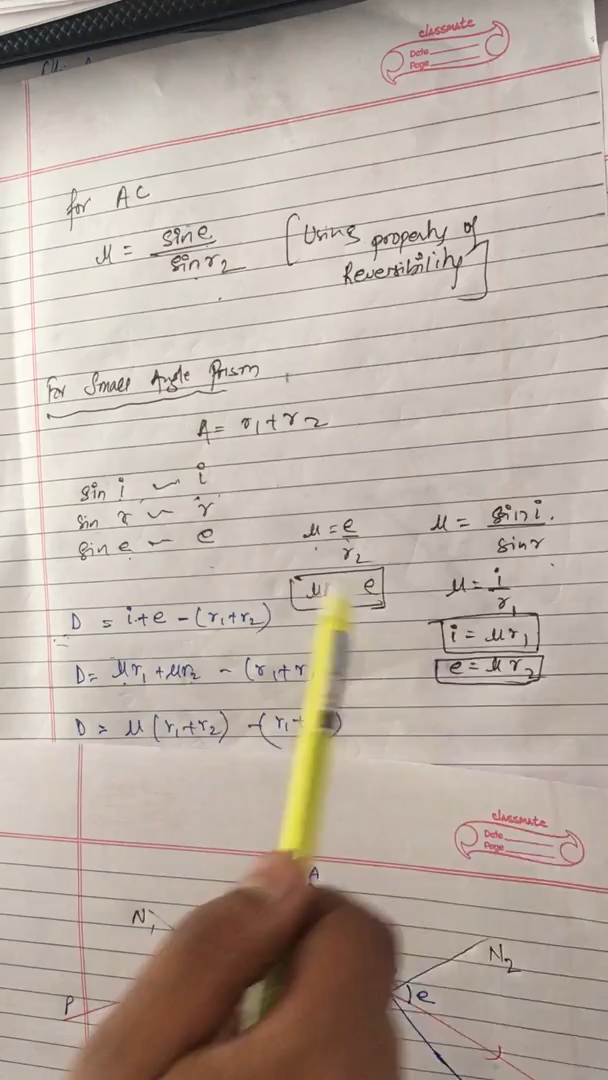 classmate
Date
Page
for AC
μ = sin e / sin r2 [Using property of Reversibility]
For Small Angle Prism
A = r1 + r2
sin i ~ i
sin r ~ r
sin e ~ e
μ = e / r2
μ = sin i / sin r
μ = i / r1
i = μr1
e = μ r2
μ e
D = i + e - (r1 + r2)
D = μr1 + μr2 - (r1 + r
D = μ (r1 + r2) - (r1 +
classmate
Date
Page
A
N1
N2
P
e